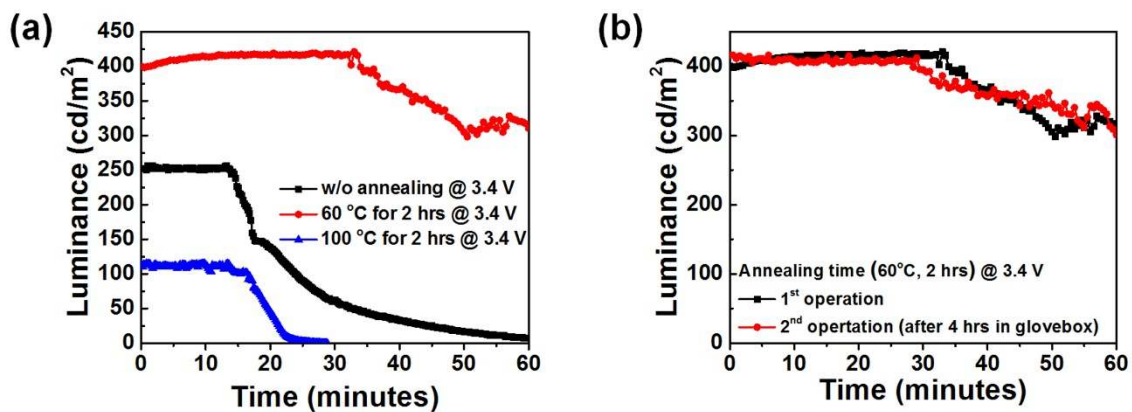 (a)
450
400
350
300
250
200
150
100
50
0
Luminance (cd/m²)
w/o annealing @ 3.4 V
60 °C for 2 hrs @ 3.4 V
100 °C for 2 hrs @ 3.4 V
0 10 20 30 40 50 60
Time (minutes)
(b)
400
300
200
100
0
Luminance (cd/m²)
Annealing time (60°C, 2 hrs) @ 3.4 V
1st operation
2nd opertation (after 4 hrs in glovebox)
0 10 20 30 40 50 60
Time (minutes)